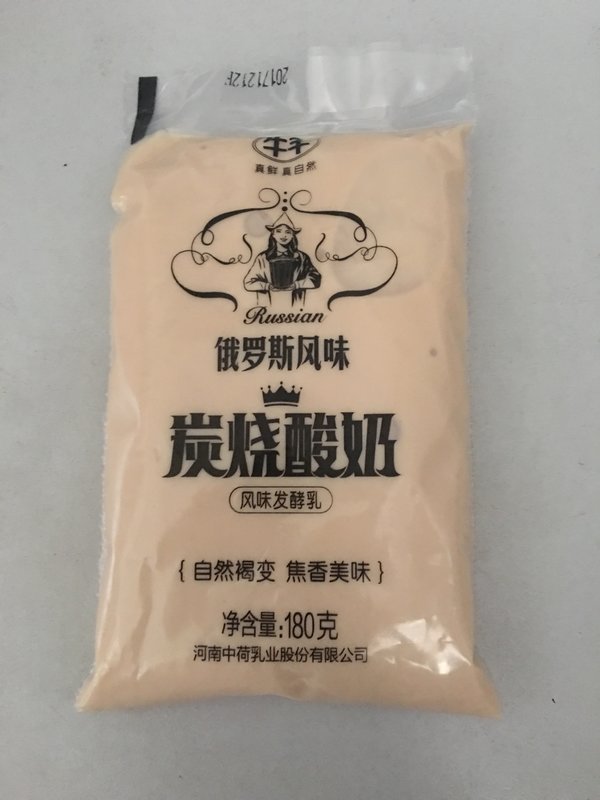 20171212F
真鲜 真自然
Russian
俄罗斯风味
炭烧酸奶
风味发酵乳
{ 自然褐变 焦香美味 }
净含量:180克
河南中荷乳业股份有限公司